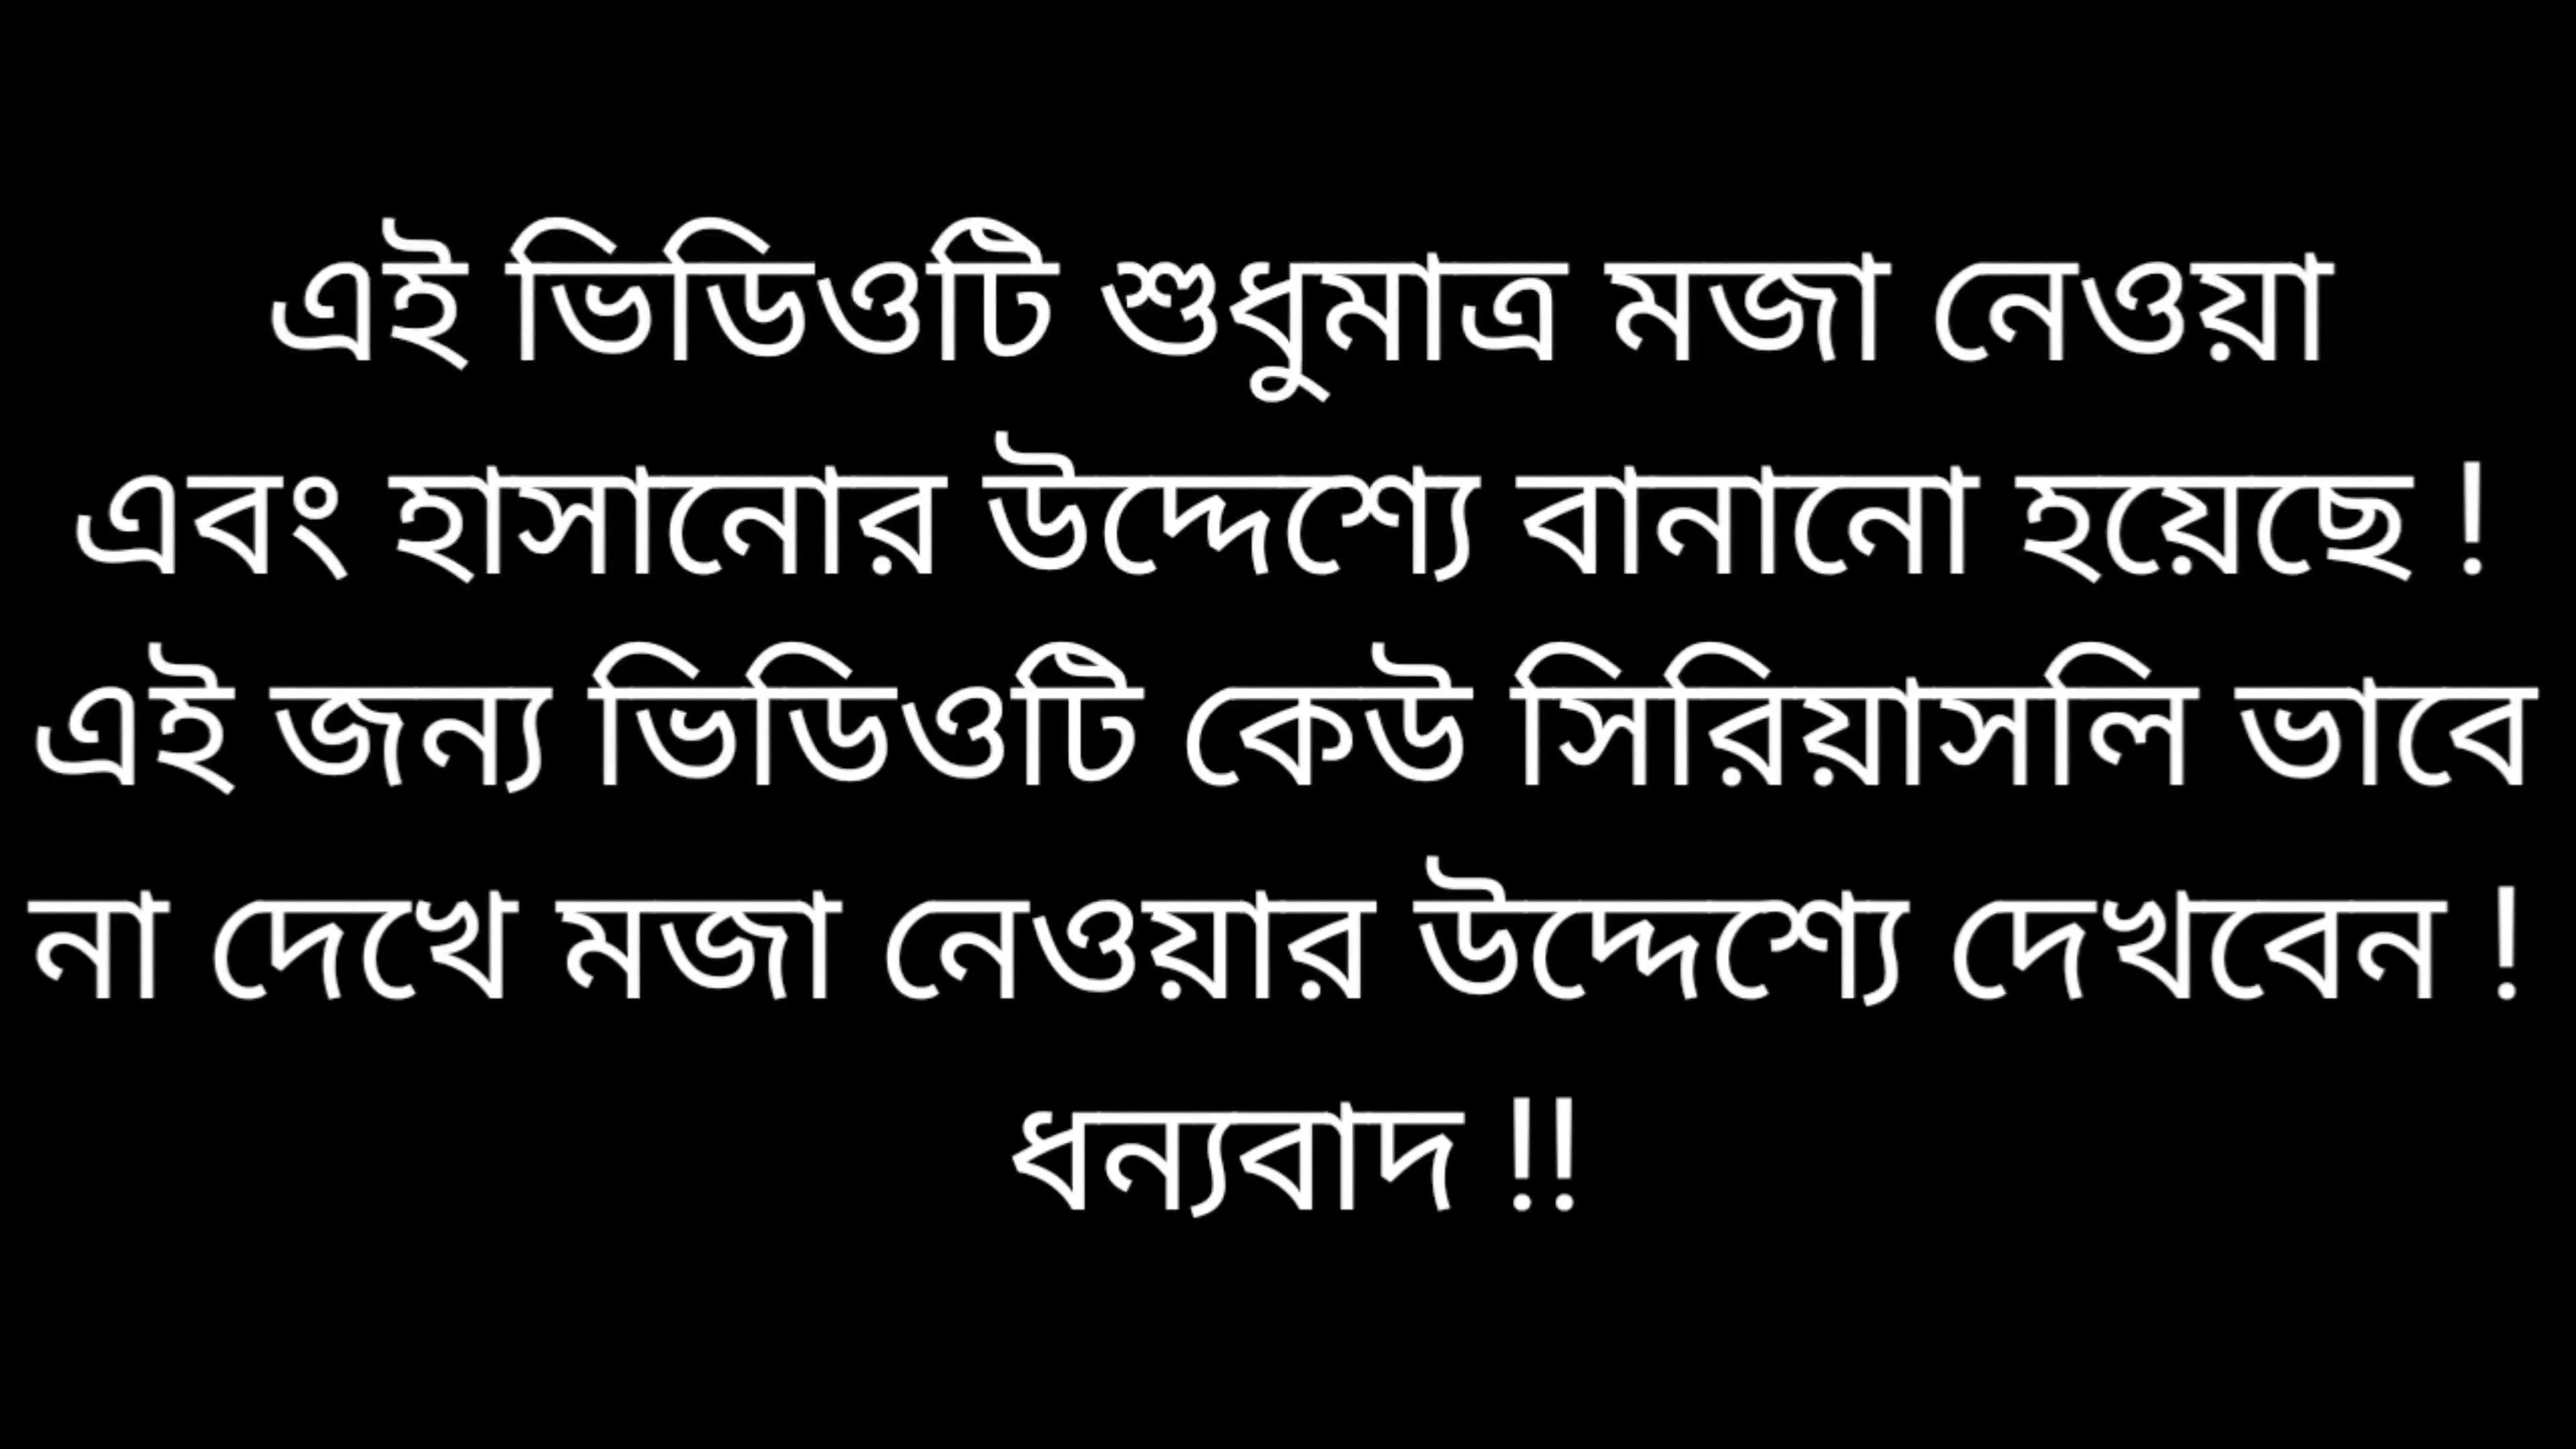 এই ভিডিওটি শুধুমাত্র মজা নেওয়া
এবং হাসানোর উদ্দেশ্যে বানানো হয়েছে !
এই জন্য ভিডিওটি কেউ সিরিয়াসলি ভাবে
না দেখে মজা নেওয়ার উদ্দেশ্যে দেখবেন !
ধন্যবাদ !!